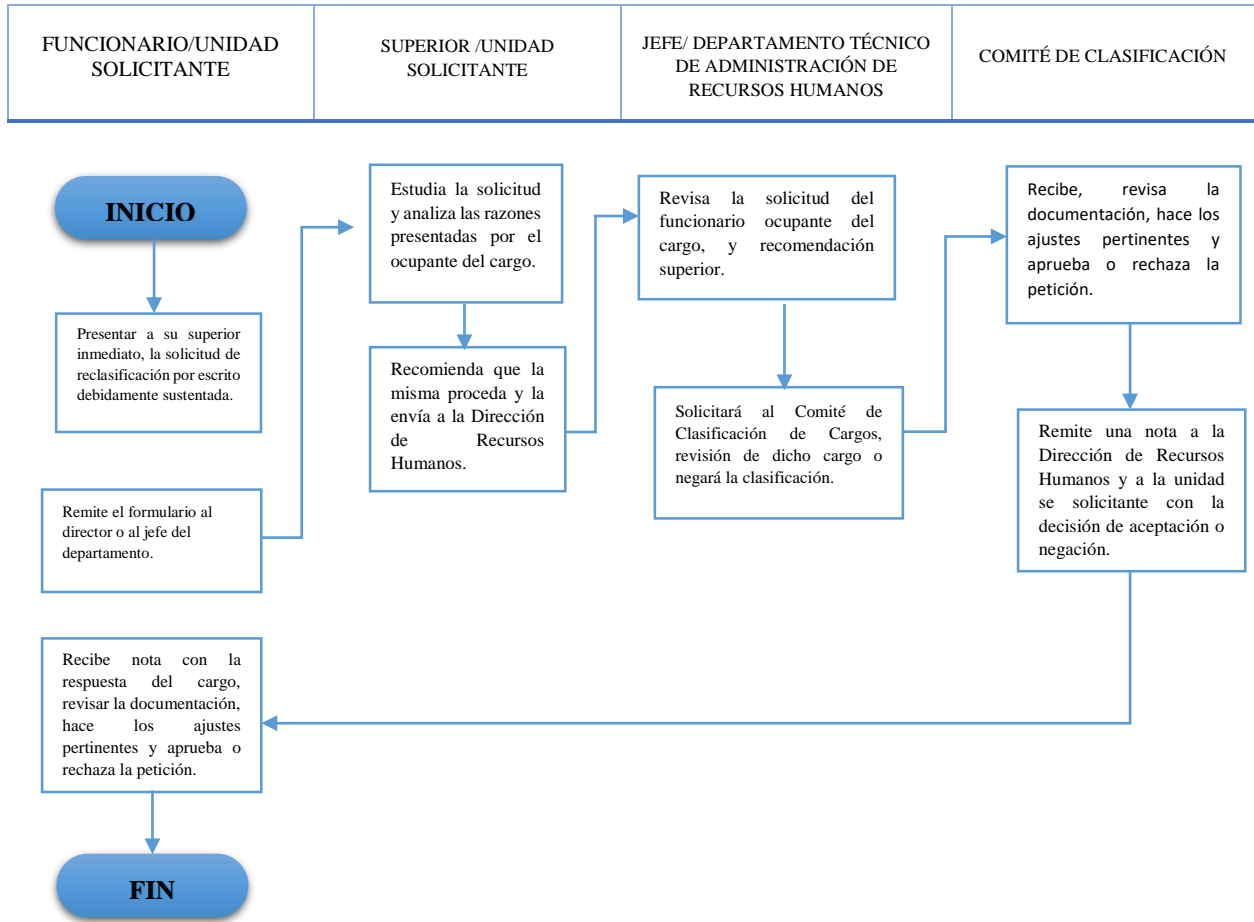 FUNCIONARIO/UNIDAD
SOLICITANTE
SUPERIOR /UNIDAD
SOLICITANTE
JEFE/ DEPARTAMENTO TÉCNICO
DE ADMINISTRACIÓN DE
RECURSOS HUMANOS
COMITÉ DE CLASIFICACIÓN
INICIO
Presentar a su superior
inmediato, la solicitud de
reclasificación por escrito
debidamente sustentada.
Remite el formulario al
director o al jefe del
departamento.
Estudia la solicitud
y analiza las razones
presentadas por el
ocupante del cargo.
Recomienda que la
misma proceda y la
envía a la Dirección
de Recursos
Humanos.
Revisa la solicitud del
funcionario ocupante del
cargo, y recomendación
superior.
Solicitará al Comité de
Clasificación de Cargos,
revisión de dicho cargo o
negará la clasificación.
Recibe, revisa la
documentación, hace los
ajustes pertinentes y
aprueba o rechaza la
petición.
Remite una nota a la
Dirección de Recursos
Humanos y a la unidad
se solicitante con la
decisión de aceptación o
negación.
Recibe nota con la
respuesta del cargo,
revisar la documentación,
hace los ajustes
pertinentes y aprueba o
rechaza la petición.
FIN